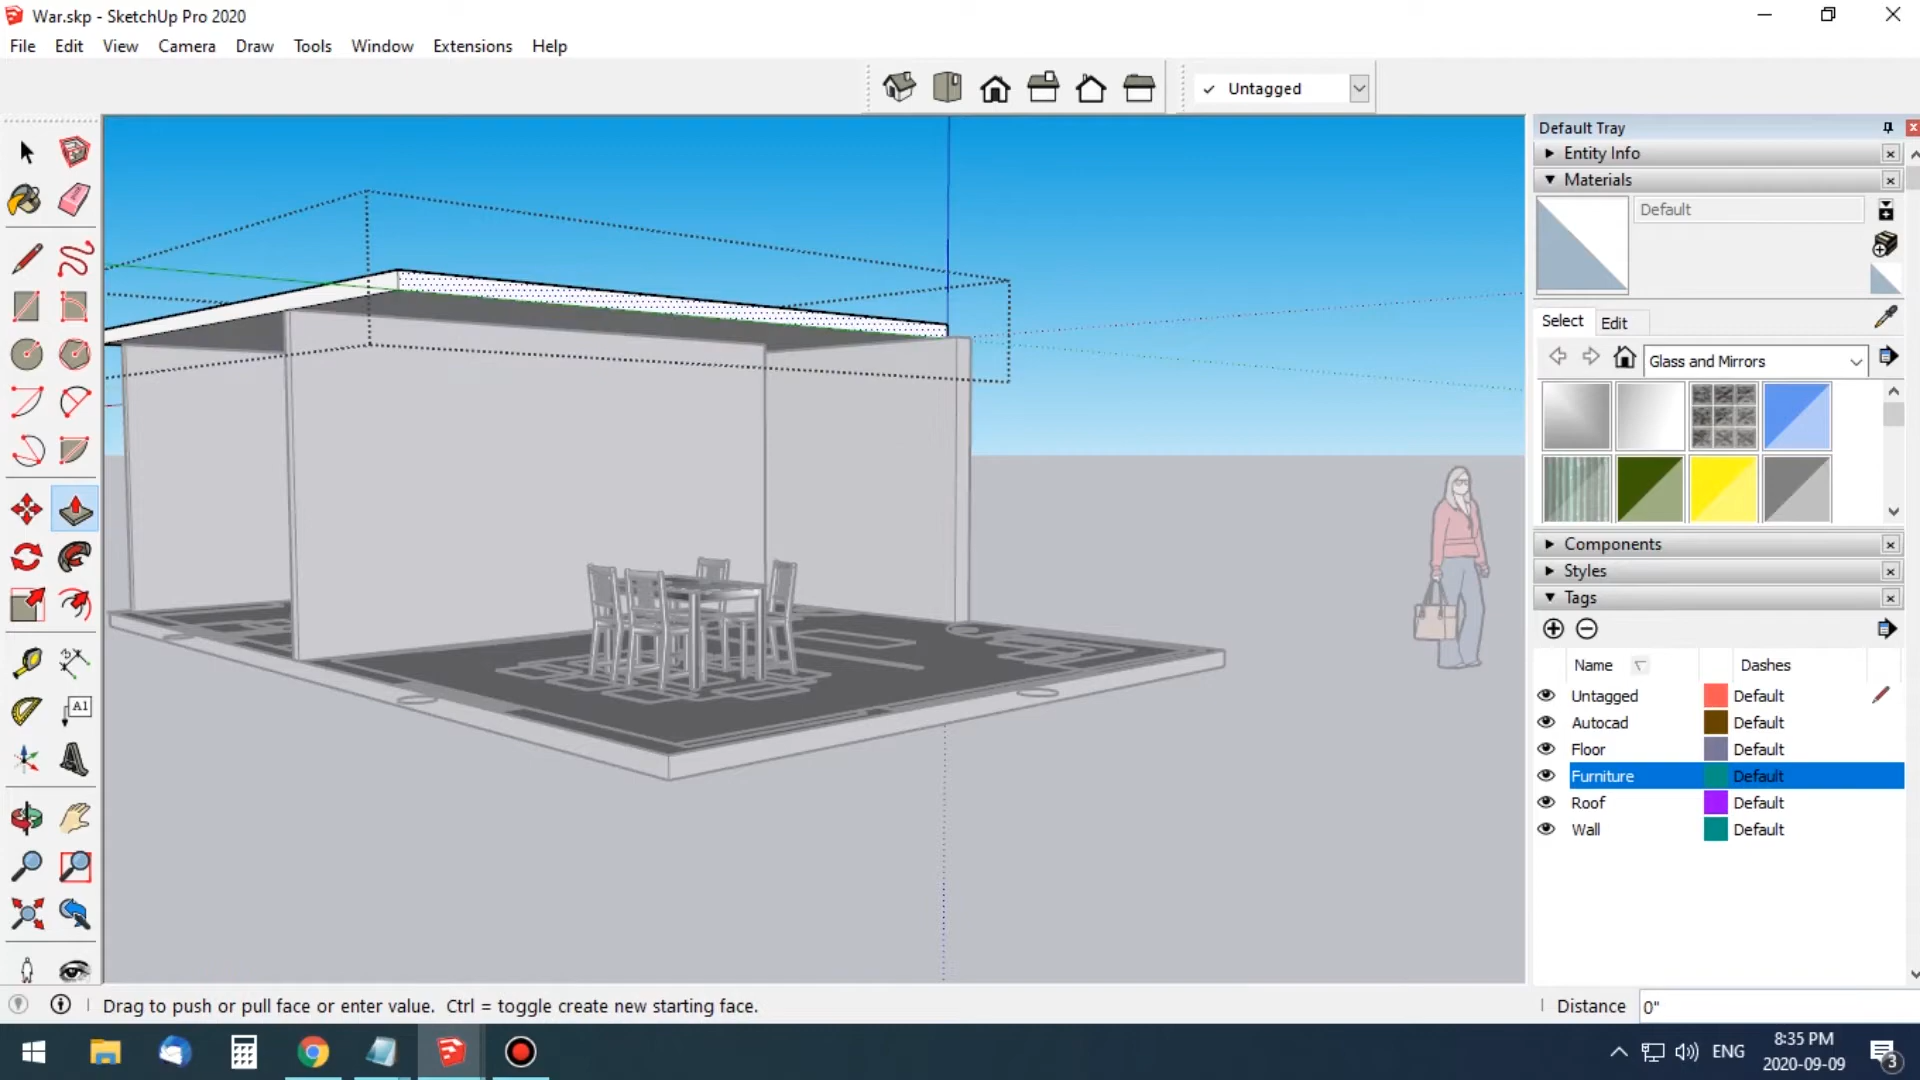 War.skp - SketchUp Pro 2020
File Edit View Camera Draw Tools Window Extensions Help
Untagged
Default Tray
Entity Info
Materials
Default
Select Edit
Glass and Mirrors
Components
Styles
Tags
Name Dashes
Untagged Default
Autocad Default
Floor Default
Furniture Default
Roof Default
Wall Default
A1
Drag to push or pull face or enter value. Ctrl = toggle create new starting face.
Distance 0"
ENG
8:35 PM
2020-09-09
3